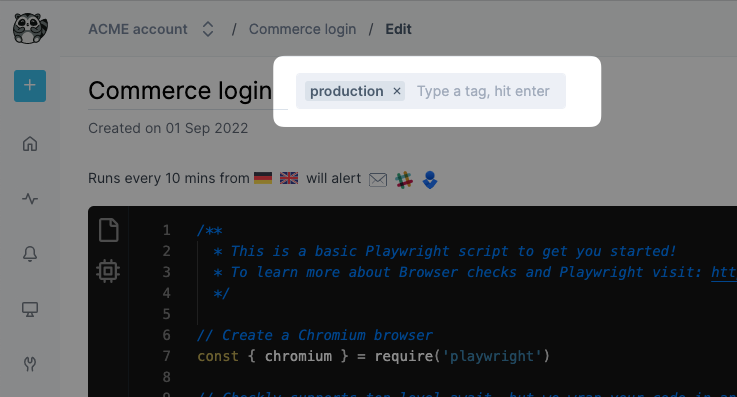 ACME account / Commerce login / Edit
Commerce login
production × Type a tag, hit enter
Created on 01 Sep 2022
Runs every 10 mins from will alert
1 /**
2 * This is a basic Playwright script to get you started!
3 * To learn more about Browser checks and Playwright visit: htt
4 */
5
6 // Create a Chromium browser
7 const { chromium } = require('playwright')
8
9